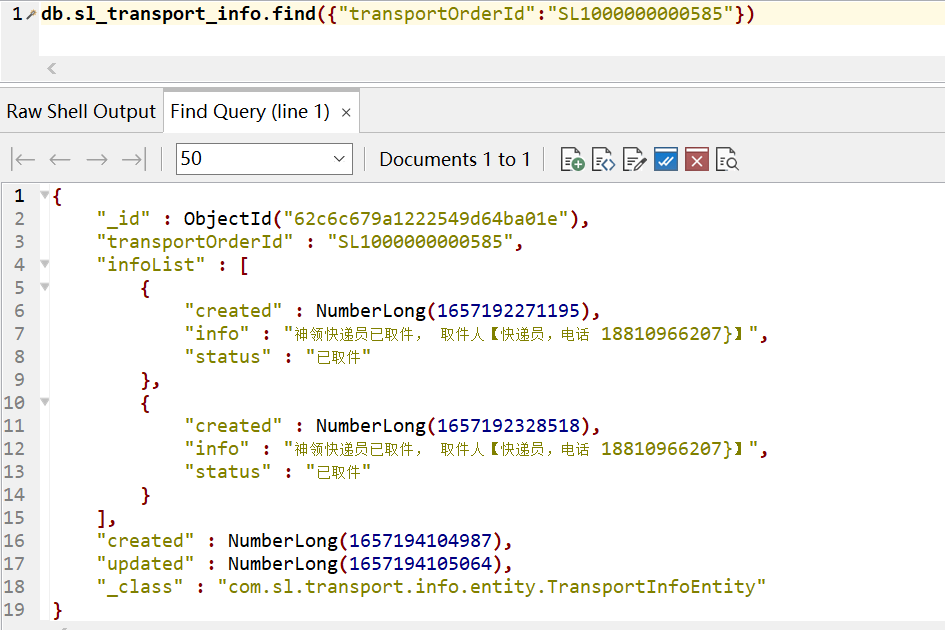 1 db.sl_transport_info.find({"transportOrderId":"SL1000000000585"})
Raw Shell Output Find Query (line 1) ×
50 Documents 1 to 1
1 {
2 "_id" : ObjectId("62c6c679a1222549d64ba01e"),
3 "transportOrderId" : "SL1000000000585",
4 "infoList" : [
5 {
6 "created" : NumberLong(1657192271195),
7 "info" : "神领快递员已取件， 取件人【快递员，电话 18810966207}】",
8 "status" : "已取件"
9 },
10 {
11 "created" : NumberLong(1657192328518),
12 "info" : "神领快递员已取件， 取件人【快递员，电话 18810966207}】",
13 "status" : "已取件"
14 }
15 ],
16 "created" : NumberLong(1657194104987),
17 "updated" : NumberLong(1657194105064),
18 "_class" : "com.sl.transport.info.entity.TransportInfoEntity"
19 }